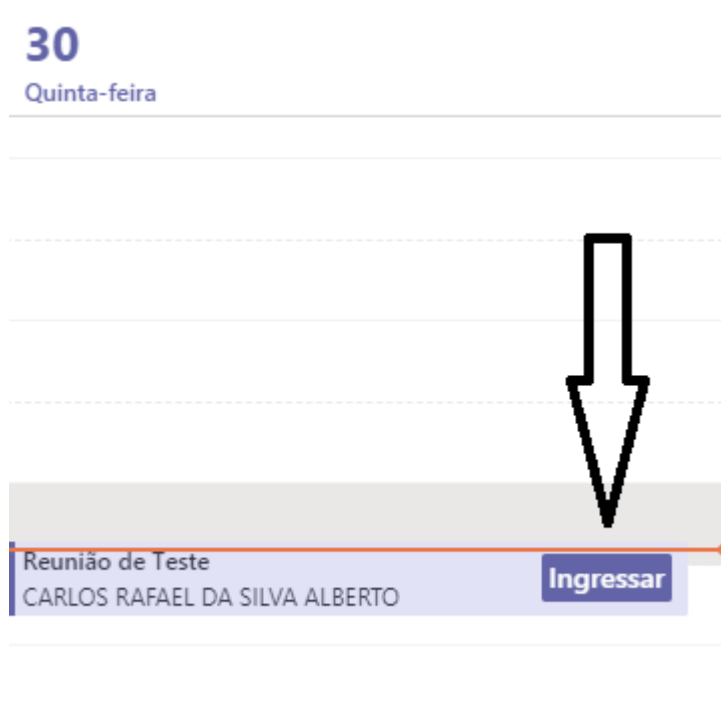 30
Quinta-feira
Reunião de Teste
CARLOS RAFAEL DA SILVA ALBERTO
Ingressar